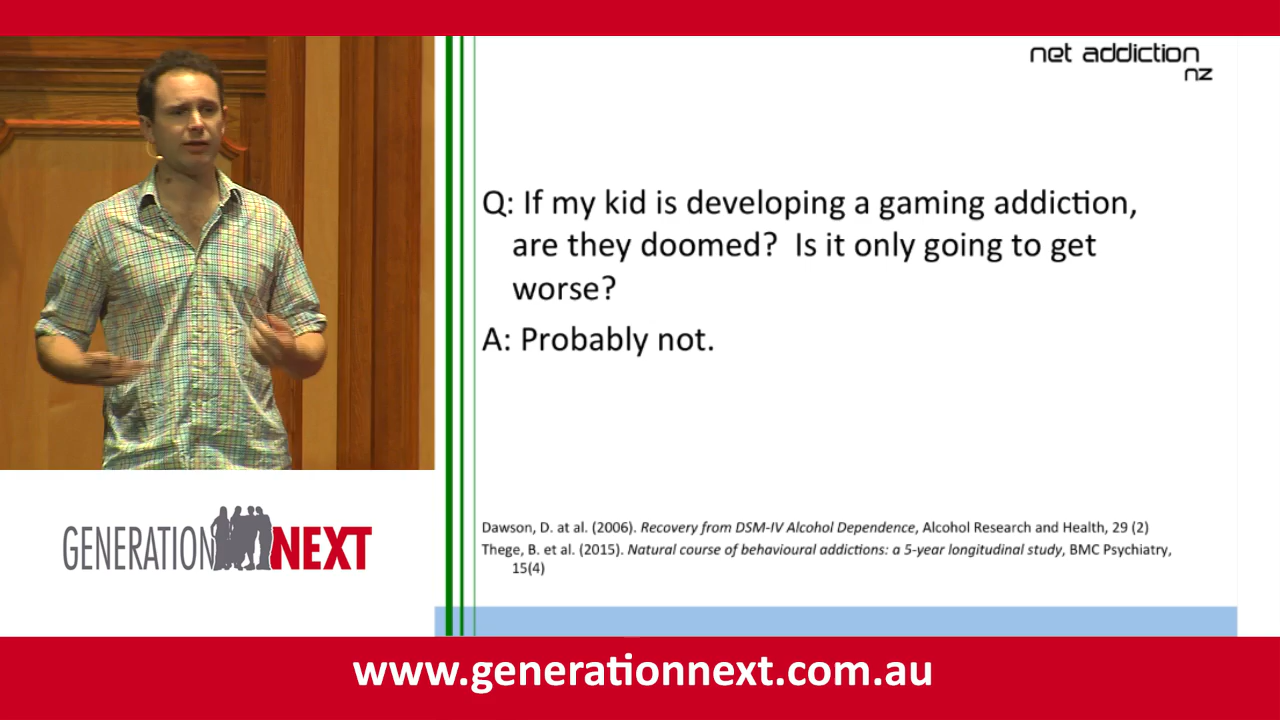 net addiction
nz
Q: If my kid is developing a gaming addiction,
are they doomed?  Is it only going to get
worse?
A: Probably not.
Dawson, D. at al. (2006). Recovery from DSM-IV Alcohol Dependence, Alcohol Research and Health, 29 (2)
Thege, B. et al. (2015). Natural course of behavioural addictions: a 5-year longitudinal study, BMC Psychiatry,
15(4)
GENERATION NEXT
www.generationnext.com.au